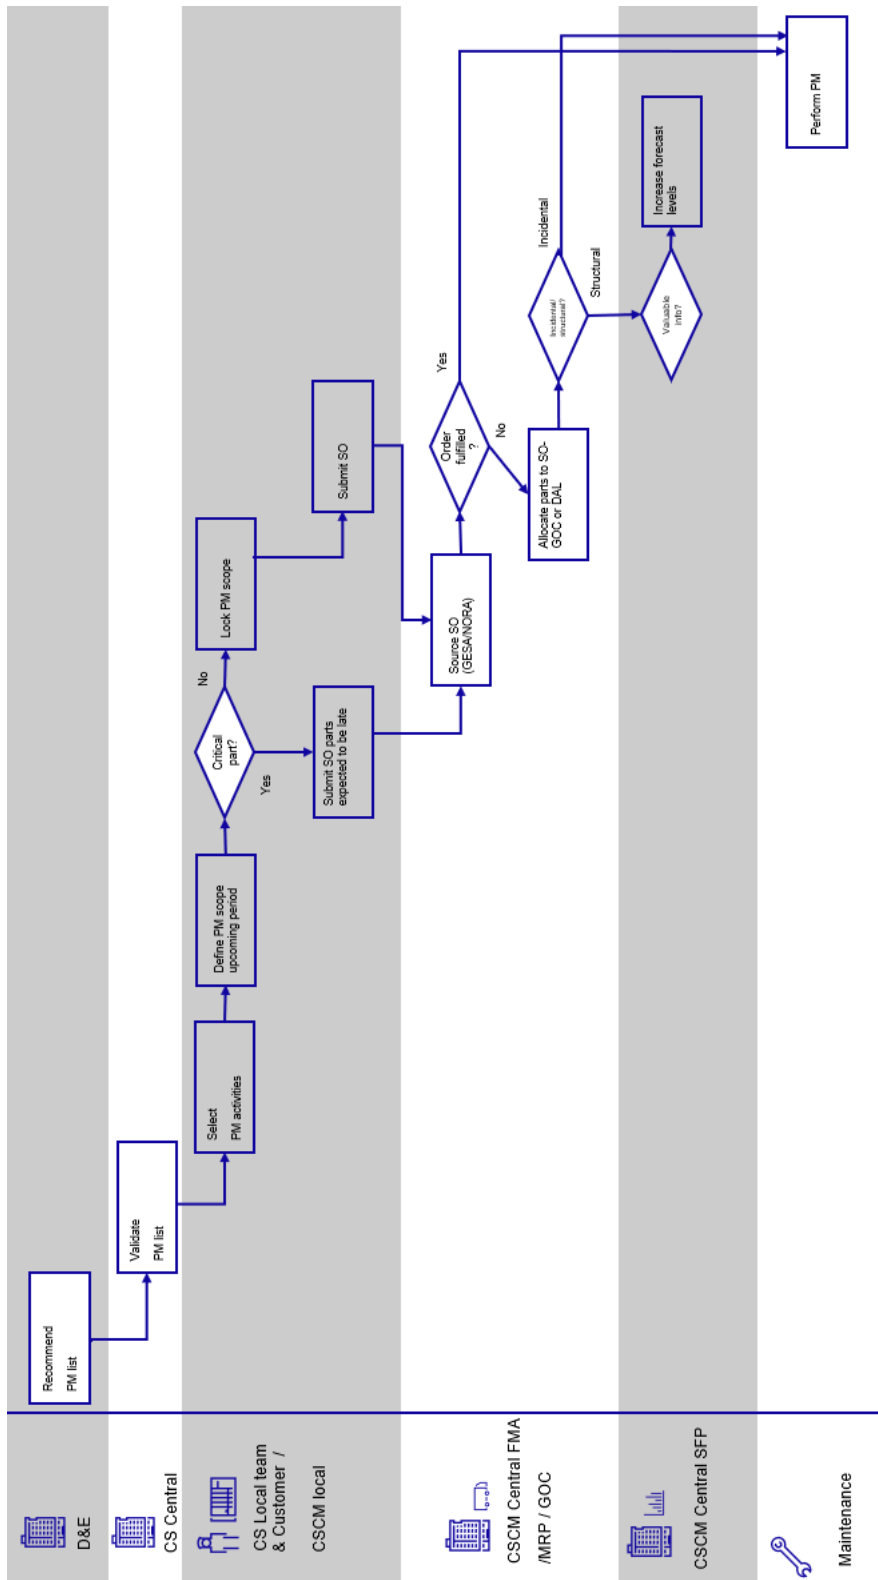 D&E
Recommend
PM list
CS Central
Validate
PM list
CS Local team
& Customer /
CSCM local
Select
PM activities
Define PM scope
upcoming period
Critical
part?
No
Yes
Lock PM scope
Submit SO parts
expected to be late
Submit SO
CSCM Central FMA
/MRP / GOC
Source SO
(GESA/NORA)
Order
fulfilled
?
Yes
No
Allocate parts to SO-
GOC or DAL
Incidental/
structural?
Incidental
Structural
CSCM Central SFP
Valuable
info?
Increase forecast
levels
Maintenance
Perform PM